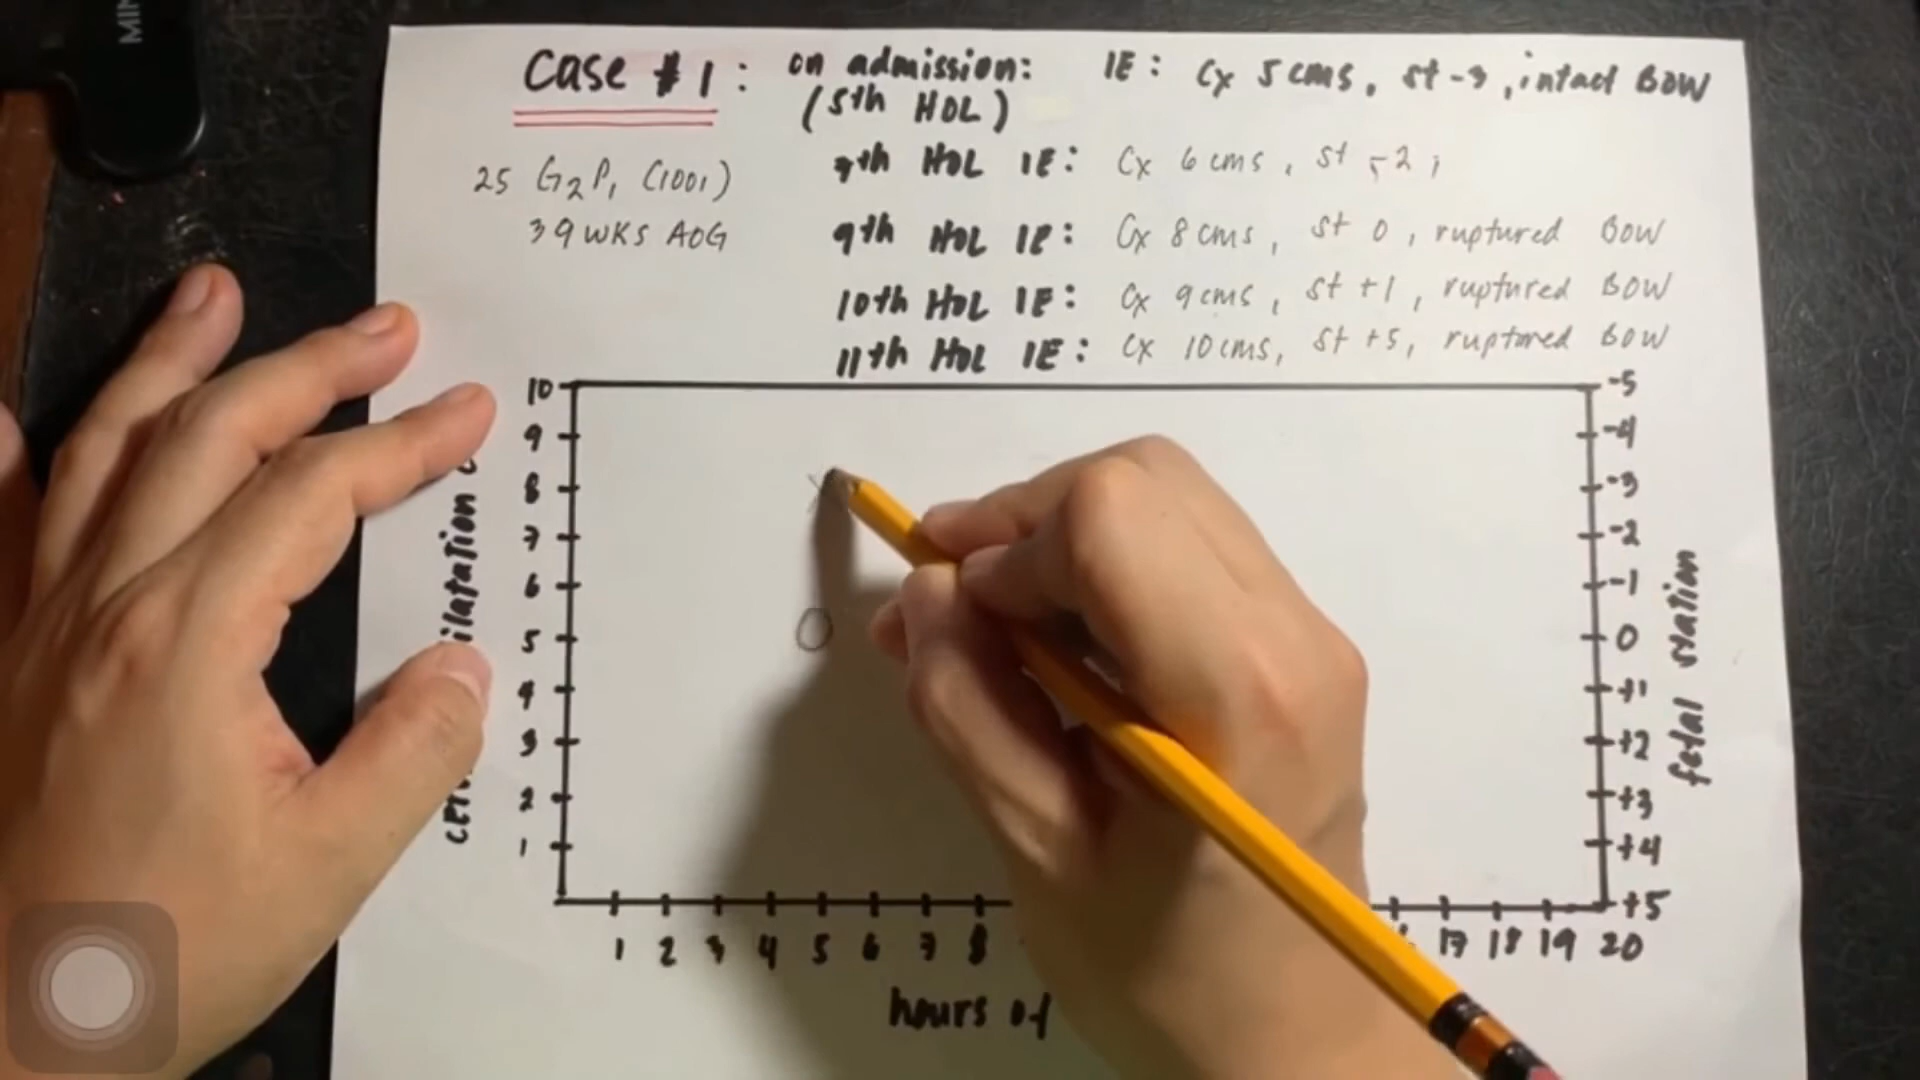 MIN
Case #1: on admission: IE: Cx 5 cms, st -3, intact BOW
(5th HOL)
25 G2P1 (1001)
39 WKS AOG
7th HOL IE: Cx 6 cms, st -2,
9th HOL IE: Cx 8 cms, st 0, ruptured BOW
10th HOL IE: Cx 9 cms, st +1, ruptured BOW
11th HOL IE: Cx 10 cms, st +5, ruptured BOW
10
9
8
7
6
5
4
3
2
1
-5
-4
-3
-2
-1
0
+1
+2
+3
+4
+5
fetal station
X
O
1 2 3 4 5 6 7 8 17 18 19 20
hours of